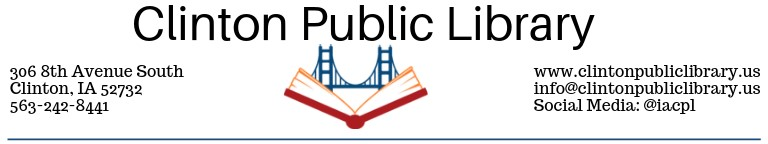 Clinton Public Library
306 8th Avenue South
Clinton, IA 52732
563-242-8441
www.clintonpubliclibrary.us
info@clintonpubliclibrary.us
Social Media: @iacpl